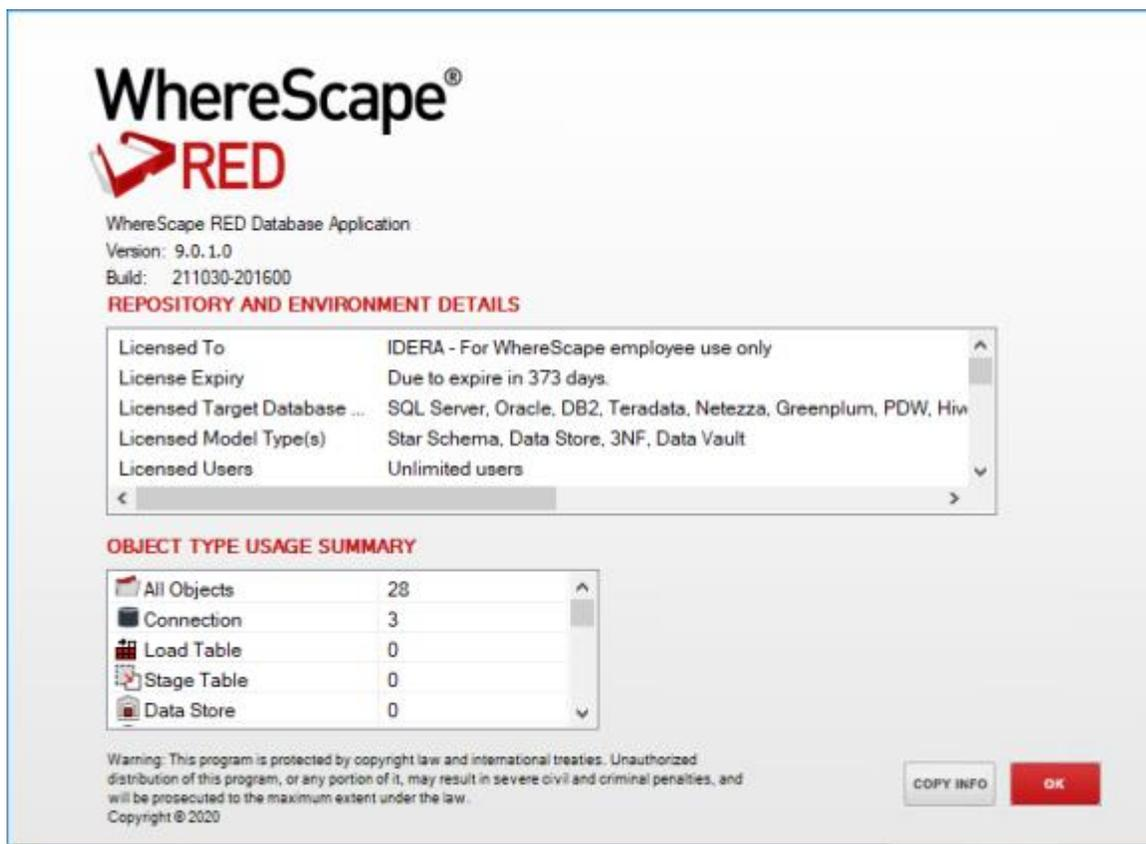 WhereScape®
RED
WhereScape RED Database Application
Version: 9.0.1.0
Build: 211030-201600
REPOSITORY AND ENVIRONMENT DETAILS
Licensed To IDERA - For WhereScape employee use only
License Expiry Due to expire in 373 days.
Licensed Target Database ... SQL Server, Oracle, DB2, Teradata, Netezza, Greenplum, PDW, Hiv
Licensed Model Type(s) Star Schema, Data Store, 3NF, Data Vault
Licensed Users Unlimited users
OBJECT TYPE USAGE SUMMARY
All Objects 28
Connection 3
Load Table 0
Stage Table 0
Data Store 0
Warning: This program is protected by copyright law and international treaties. Unauthorized
distribution of this program, or any portion of it, may result in severe civil and criminal penalties, and
will be prosecuted to the maximum extent under the law.
Copyright © 2020
COPY INFO
OK